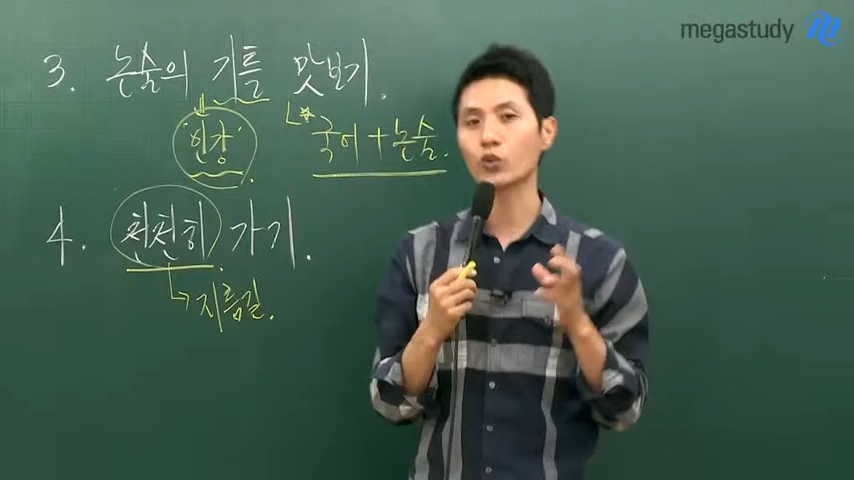 megastudy
3. 논술의 기틀 맛보기.
'인강'
* 국어 + 논술.
4. 천천히 가기.
지름길.